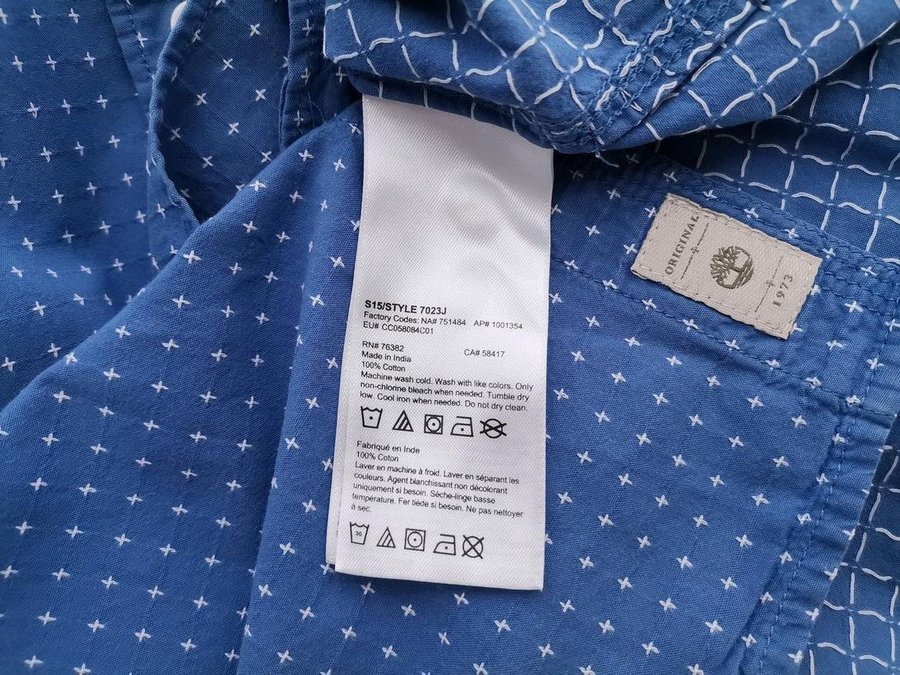 S15/STYLE 7023J
Factory Codes: NA# 751484 AP# 1001354
EU# CC058084C01
RN# 76382 CA# 58417
Made in India
100% Cotton
Machine wash cold. Wash with like colors. Only
non-chlorine bleach when needed. Tumble dry
low. Cool iron when needed. Do not dry clean.
Fabriqué en Inde
100% Coton
Laver en machine à froid. Laver en séparant les
couleurs. Agent blanchissant non décolorant
uniquement si besoin. Sèche-linge basse
température. Fer tiède si besoin. Ne pas nettoyer
à sec.
30
ORIGINAL
1973